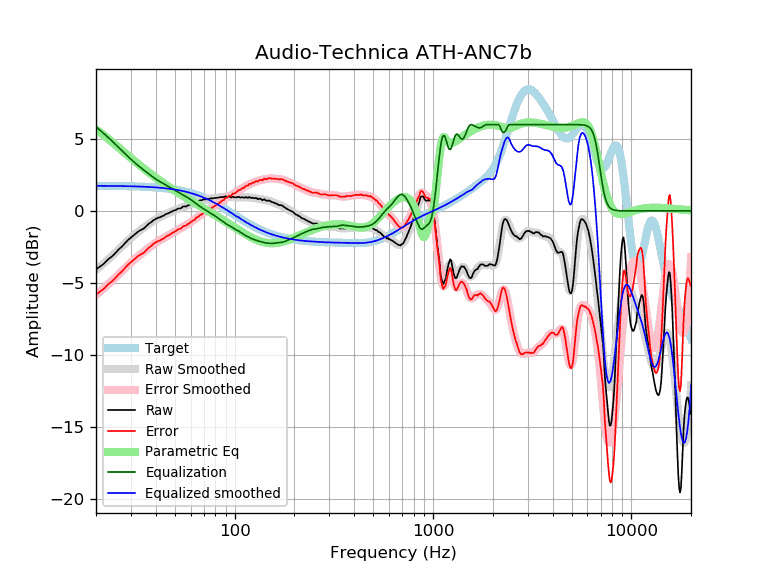 Audio-Technica ATH-ANC7b
Amplitude (dBr)
5
0
−5
−10
−15
−20
Target
Raw Smoothed
Error Smoothed
Raw
Error
Parametric Eq
Equalization
Equalized smoothed
100
1000
10000
Frequency (Hz)